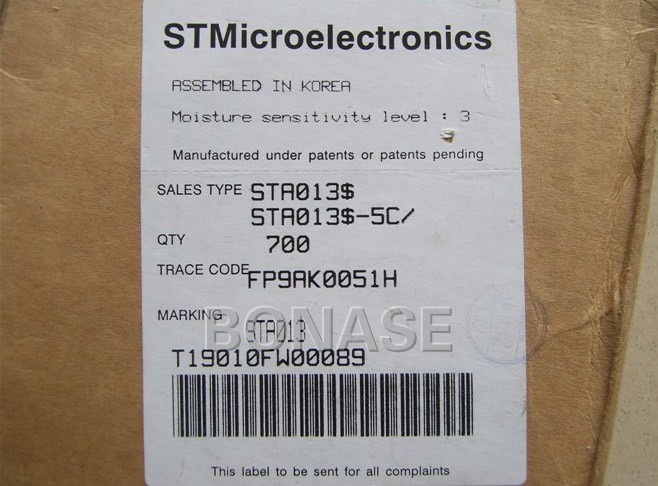 STMicroelectronics
ASSEMBLED IN KOREA
Moisture sensitivity level : 3
Manufactured under patents or patents pending
SALES TYPE STA013$
STA013$-5C/
QTY 700
TRACE CODE FP9AK0051H
MARKING
STA013
BONASE
T19010FW00089
This label to be sent for all complaints